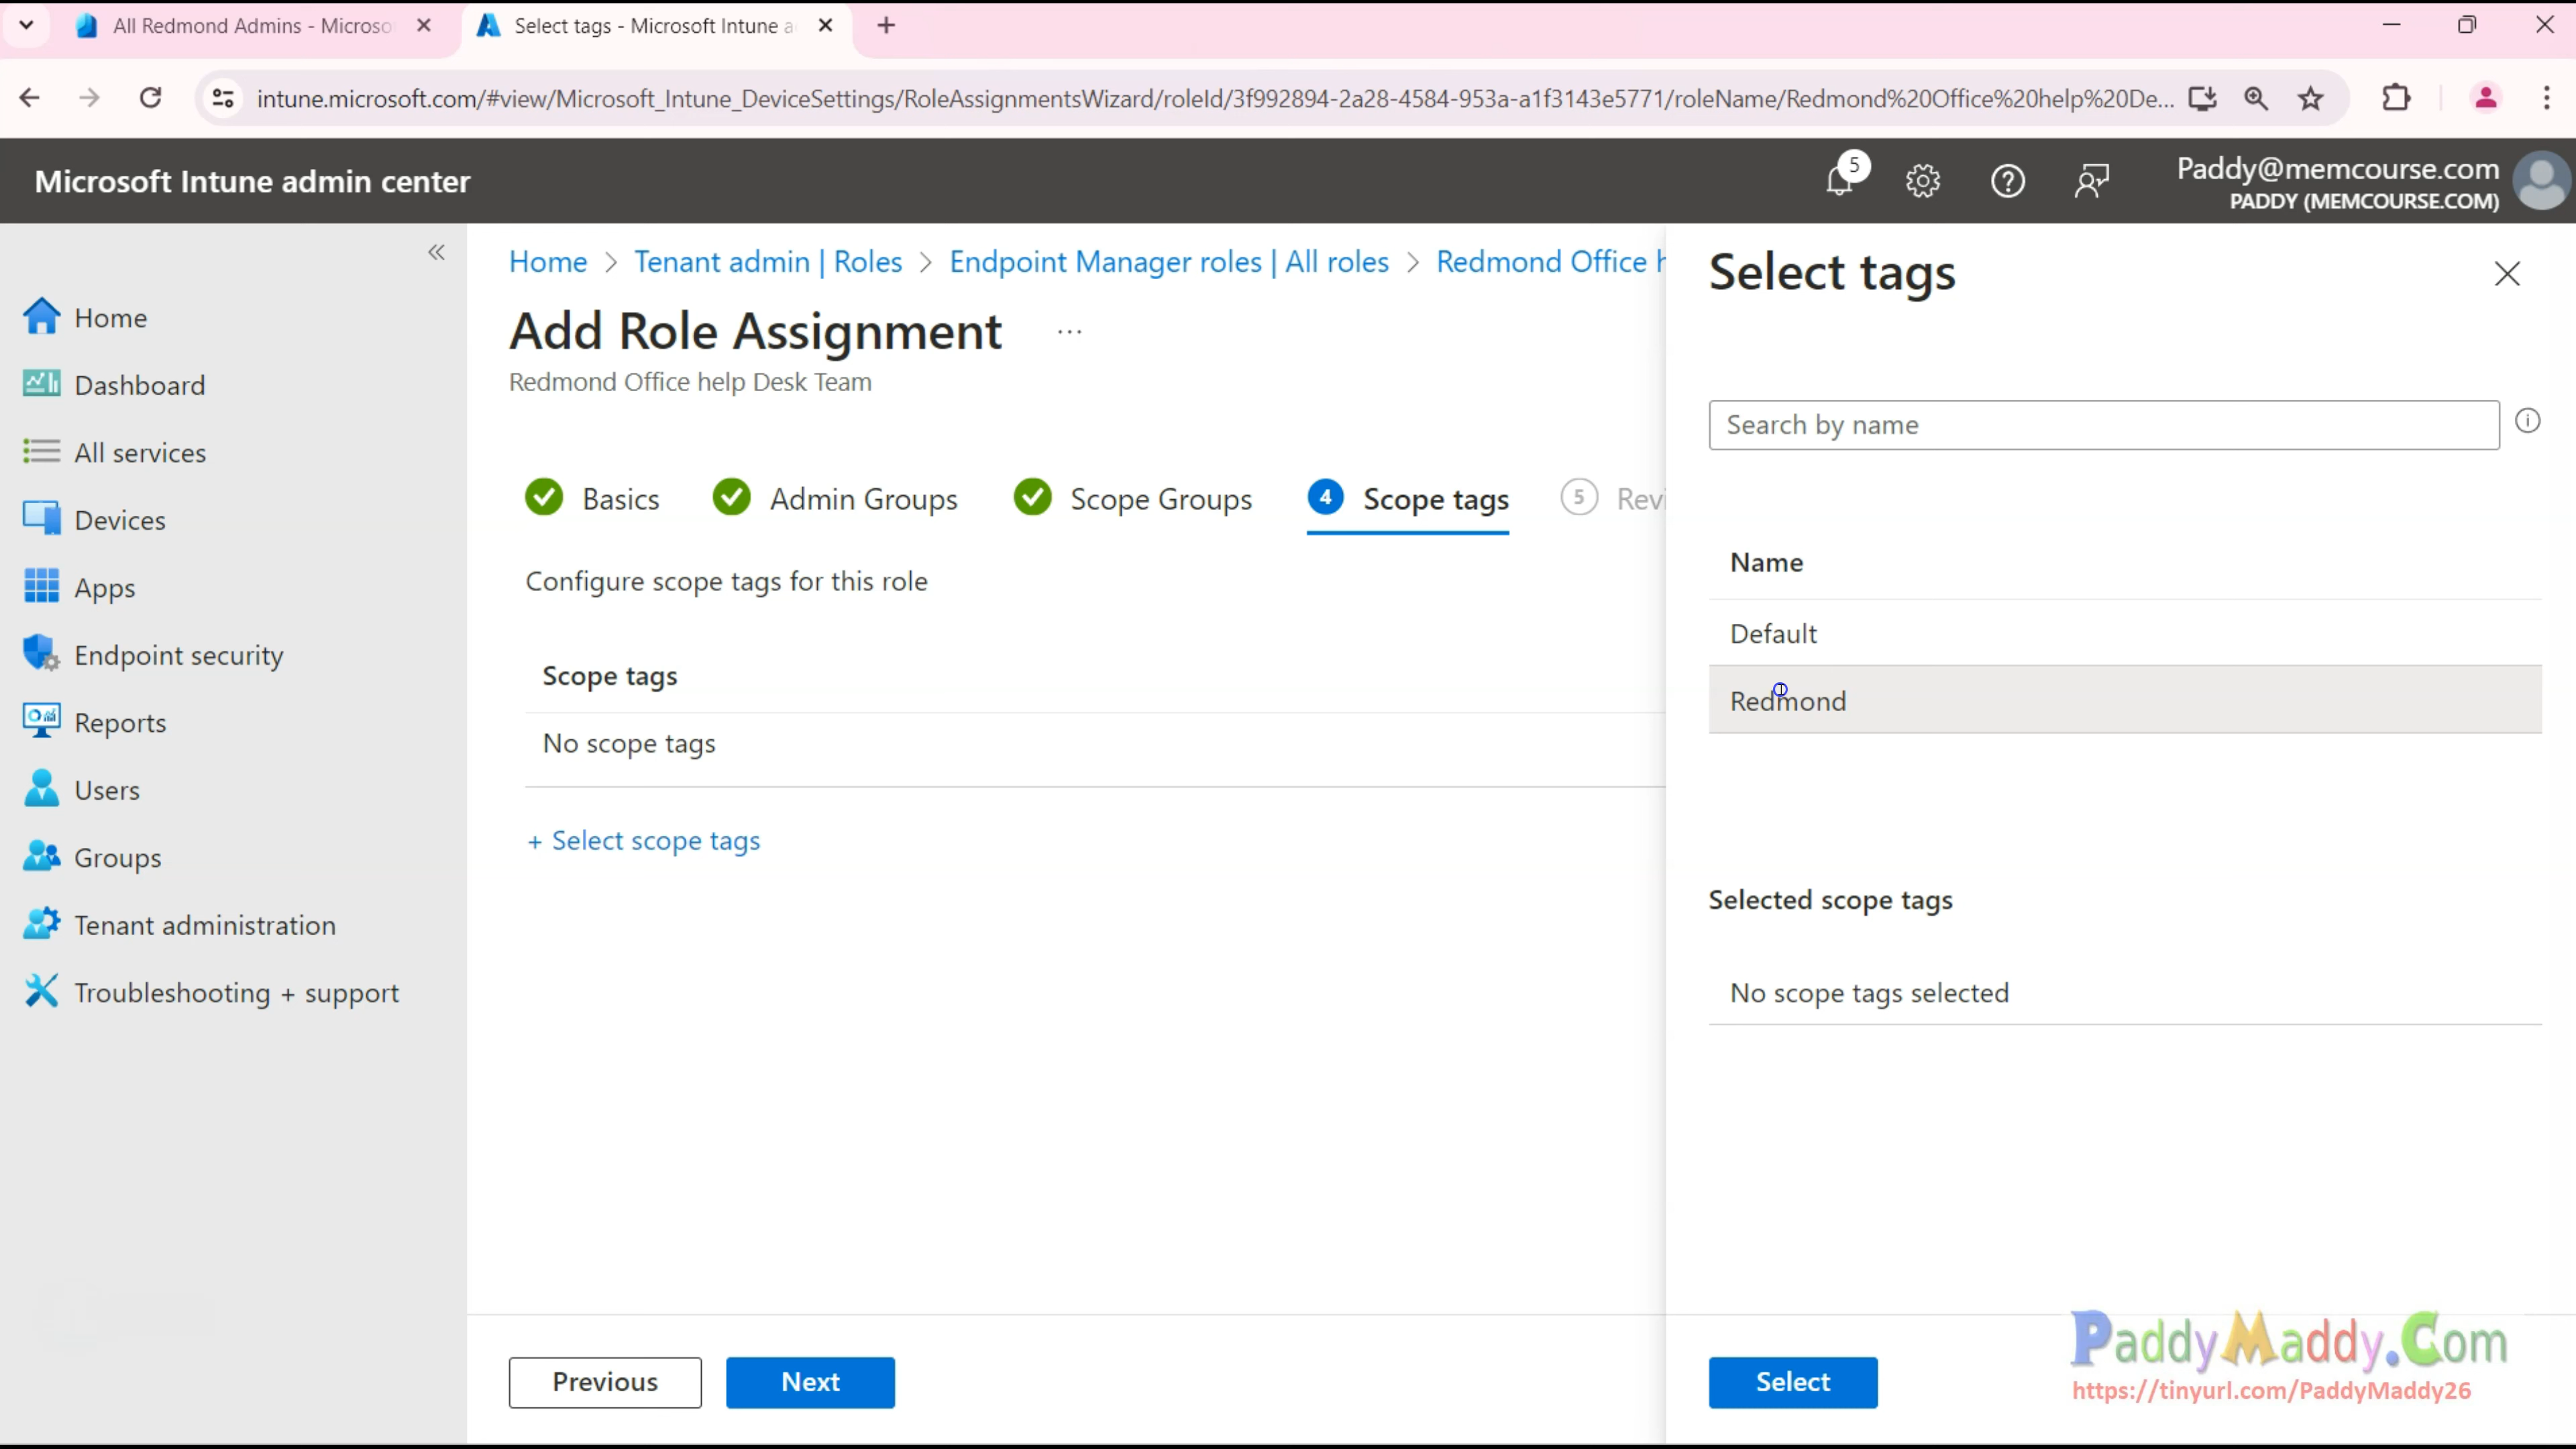 All Redmond Admins - Microso
Select tags - Microsoft Intune a
intune.microsoft.com/#view/Microsoft_Intune_DeviceSettings/RoleAssignmentsWizard/roleId/3f992894-2a28-4584-953a-a1f3143e5771/roleName/Redmond%20Office%20help%20De...
Microsoft Intune admin center
5
Paddy@memcourse.com
PADDY (MEMCOURSE.COM)
Home
Dashboard
All services
Devices
Apps
Endpoint security
Reports
Users
Groups
Tenant administration
Troubleshooting + support
Home > Tenant admin | Roles > Endpoint Manager roles | All roles > Redmond Office h
Add Role Assignment ...
Redmond Office help Desk Team
Basics
Admin Groups
Scope Groups
4 Scope tags
5 Revi
Configure scope tags for this role
Scope tags
No scope tags
+ Select scope tags
Previous
Next
Select tags
Search by name
Name
Default
Redmond
Selected scope tags
No scope tags selected
Select
PaddyMaddy.Com
https://tinyurl.com/PaddyMaddy26